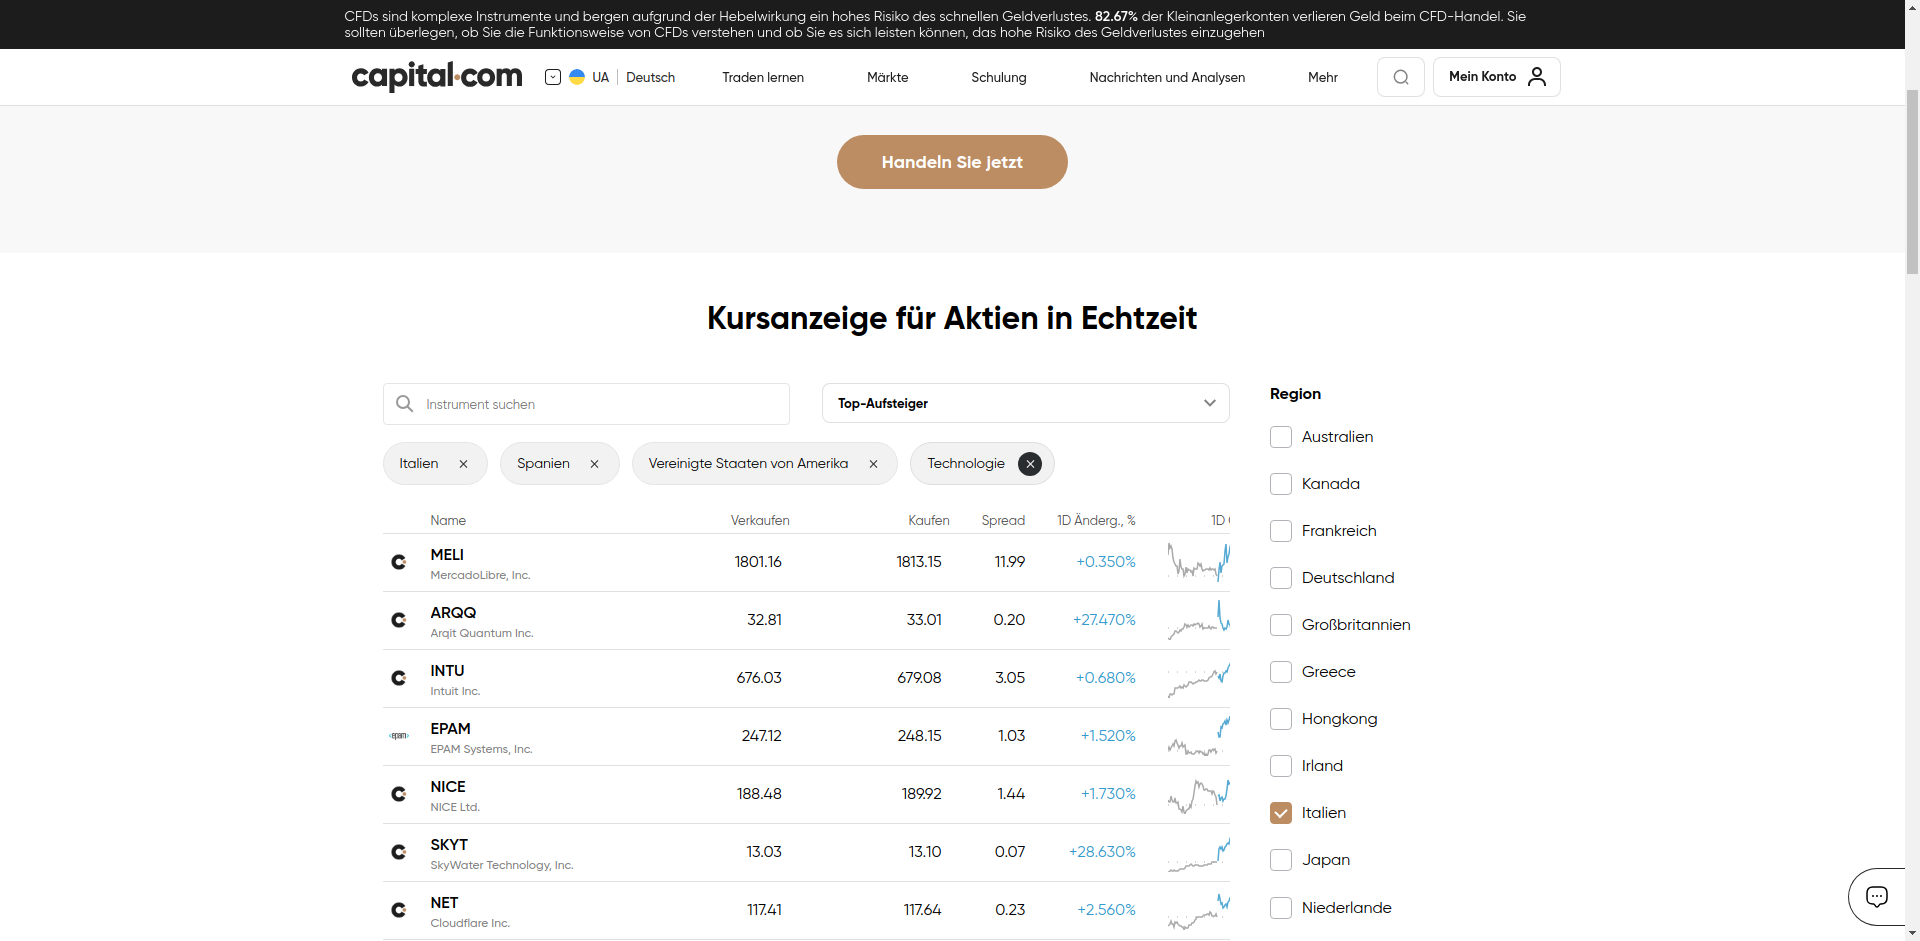 CFDs sind komplexe Instrumente und bergen aufgrund der Hebelwirkung ein hohes Risiko des schnellen Geldverlustes. 82.67% der Kleinanlegerkonten verlieren Geld beim CFD-Handel. Sie
sollten überlegen, ob Sie die Funktionsweise von CFDs verstehen und ob Sie es sich leisten können, das hohe Risiko des Geldverlustes einzugehen
capital.com UA Deutsch Traden lernen Märkte Schulung Nachrichten und Analysen Mehr Mein Konto
Handeln Sie jetzt
Kursanzeige für Aktien in Echtzeit
Instrument suchen
Top-Aufsteiger
Italien
Spanien
Vereinigte Staaten von Amerika
Technologie
Name Verkaufen Kaufen Spread 1D Änderg., % 1D
MELI
MercadoLibre, Inc.
1801.16 1813.15 11.99 +0.350%
ARQQ
Arqit Quantum Inc.
32.81 33.01 0.20 +27.470%
INTU
Intuit Inc.
676.03 679.08 3.05 +0.680%
epam
EPAM
EPAM Systems, Inc.
247.12 248.15 1.03 +1.520%
NICE
NICE Ltd.
188.48 189.92 1.44 +1.730%
SKYT
SkyWater Technology, Inc.
13.03 13.10 0.07 +28.630%
NET
Cloudflare Inc.
117.41 117.64 0.23 +2.560%
Region
Australien
Kanada
Frankreich
Deutschland
Großbritannien
Greece
Hongkong
Irland
Italien
Japan
Niederlande